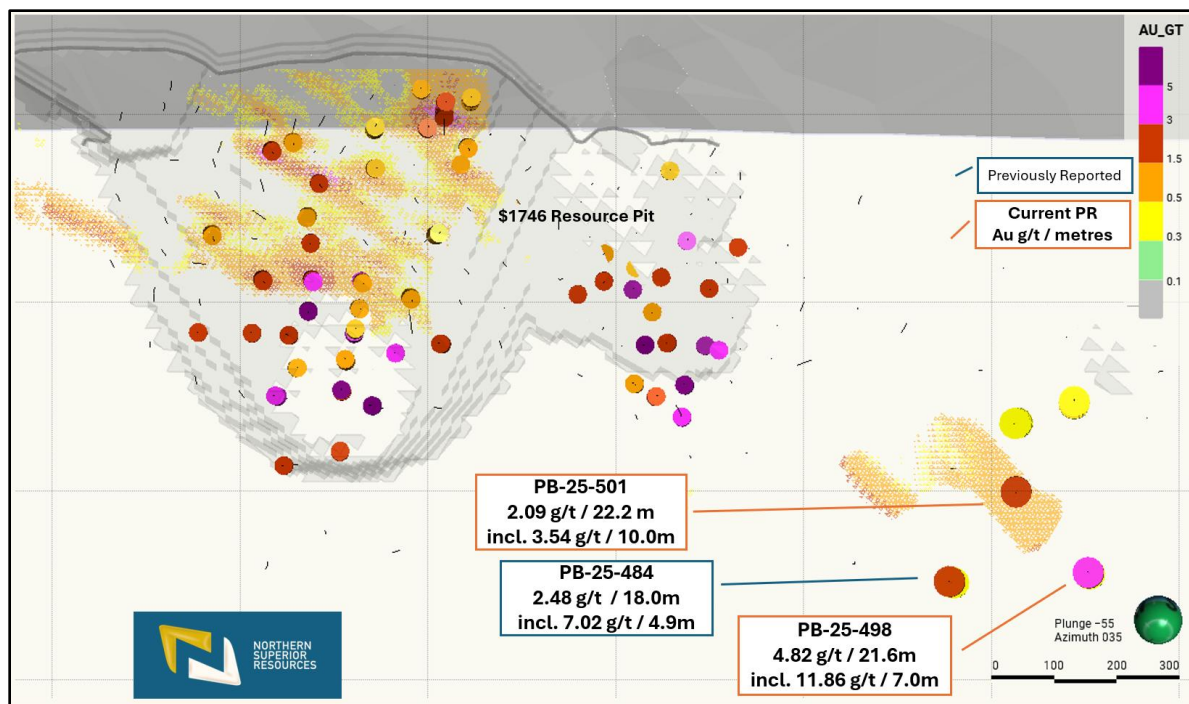 AU_GT
5
3
1.5
0.5
0.3
0.1
Previously Reported
Current PR
Au g/t / metres
$1746 Resource Pit
PB-25-501
2.09 g/t / 22.2 m
incl. 3.54 g/t / 10.0m
PB-25-484
2.48 g/t / 18.0m
incl. 7.02 g/t / 4.9m
PB-25-498
4.82 g/t / 21.6m
incl. 11.86 g/t / 7.0m
NORTHERN
SUPERIOR
RESOURCES
Plunge −55
Azimuth 035
0 100 200 300